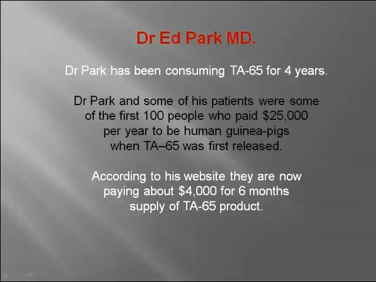 Dr Ed Park MD.
Dr Park has been consuming TA-65 for 4 years.
Dr Park and some of his patients were some
of the first 100 people who paid $25,000
per year to be human guinea-pigs
when TA–65 was first released.
According to his website they are now
paying about $4,000 for 6 months
supply of TA-65 product.